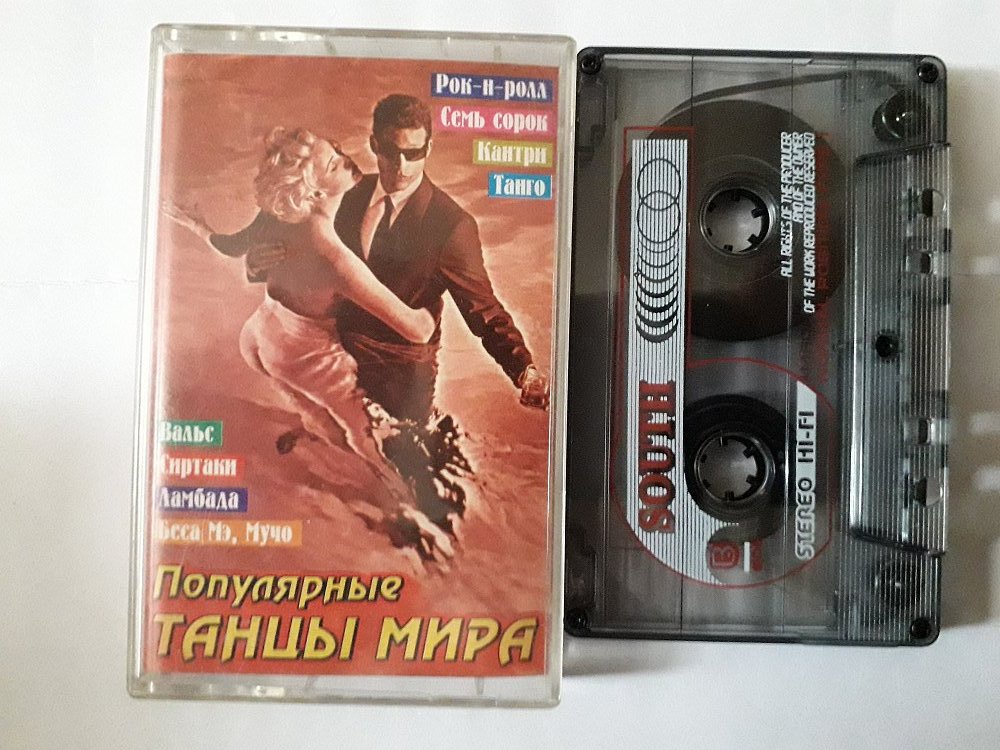 Рок-н-ролл
Семь сорок
Кантри
Танго
Вальс
Сиртаки
Ламбада
Беса Мэ, Мучо
Популярные
ТАНЦЫ МИРА
SOUTH
B
STEREO HI-FI
ALL RIGHTS OF THE PRODUCER
AND OF THE OWNER
OF THE WORK REPRODUCED RESERVED